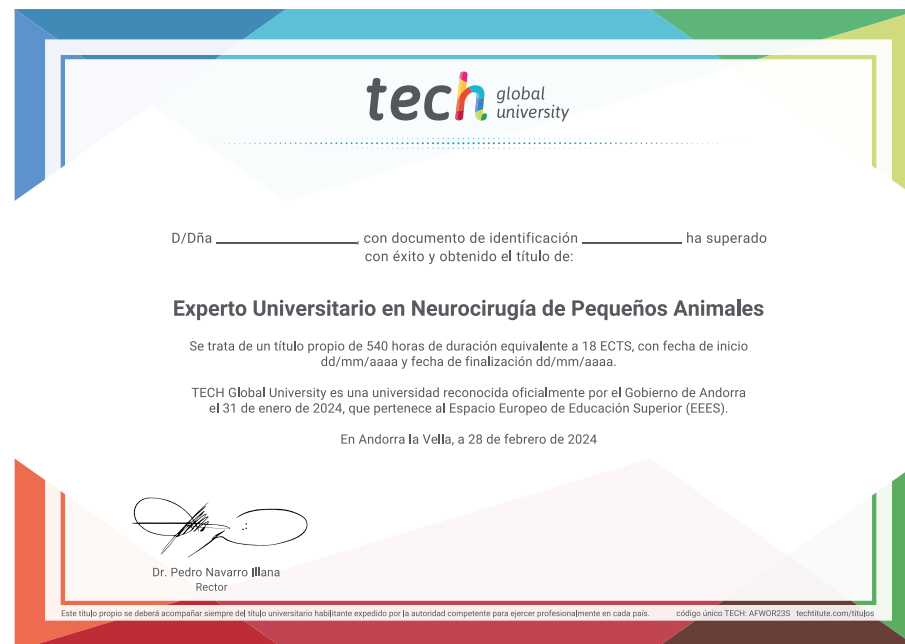 tech global university
D/Dña ____________________, con documento de identificación ______________ ha superado
con éxito y obtenido el título de:
Experto Universitario en Neurocirugía de Pequeños Animales
Se trata de un título propio de 540 horas de duración equivalente a 18 ECTS, con fecha de inicio
dd/mm/aaaa y fecha de finalización dd/mm/aaaa.
TECH Global University es una universidad reconocida oficialmente por el Gobierno de Andorra
el 31 de enero de 2024, que pertenece al Espacio Europeo de Educación Superior (EEES).
En Andorra la Vella, a 28 de febrero de 2024
Dr. Pedro Navarro Illana
Rector
Este título propio se deberá acompañar siempre del título universitario habilitante expedido por la autoridad competente para ejercer profesionalmente en cada país. código único TECH: AFWOR23S techtitute.com/titulos